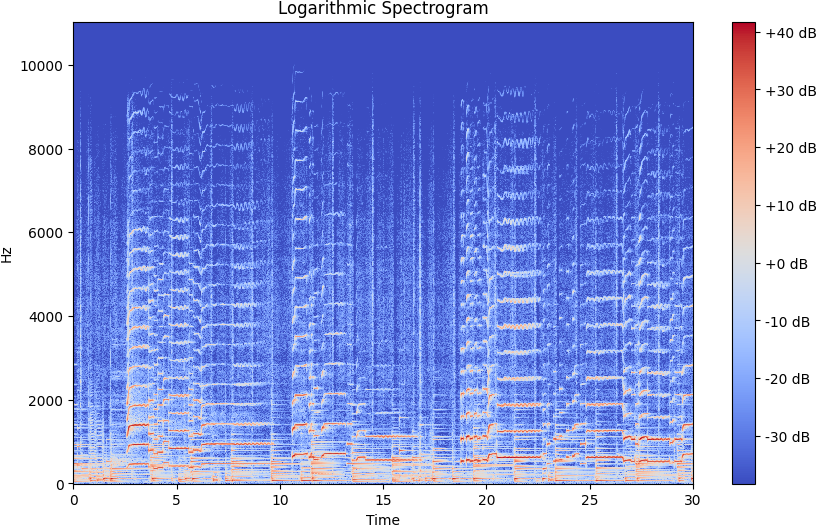 Logarithmic Spectrogram
Hz
10000
8000
6000
4000
2000
0
0 5 10 15 20 25 30
Time
+40 dB
+30 dB
+20 dB
+10 dB
+0 dB
-10 dB
-20 dB
-30 dB